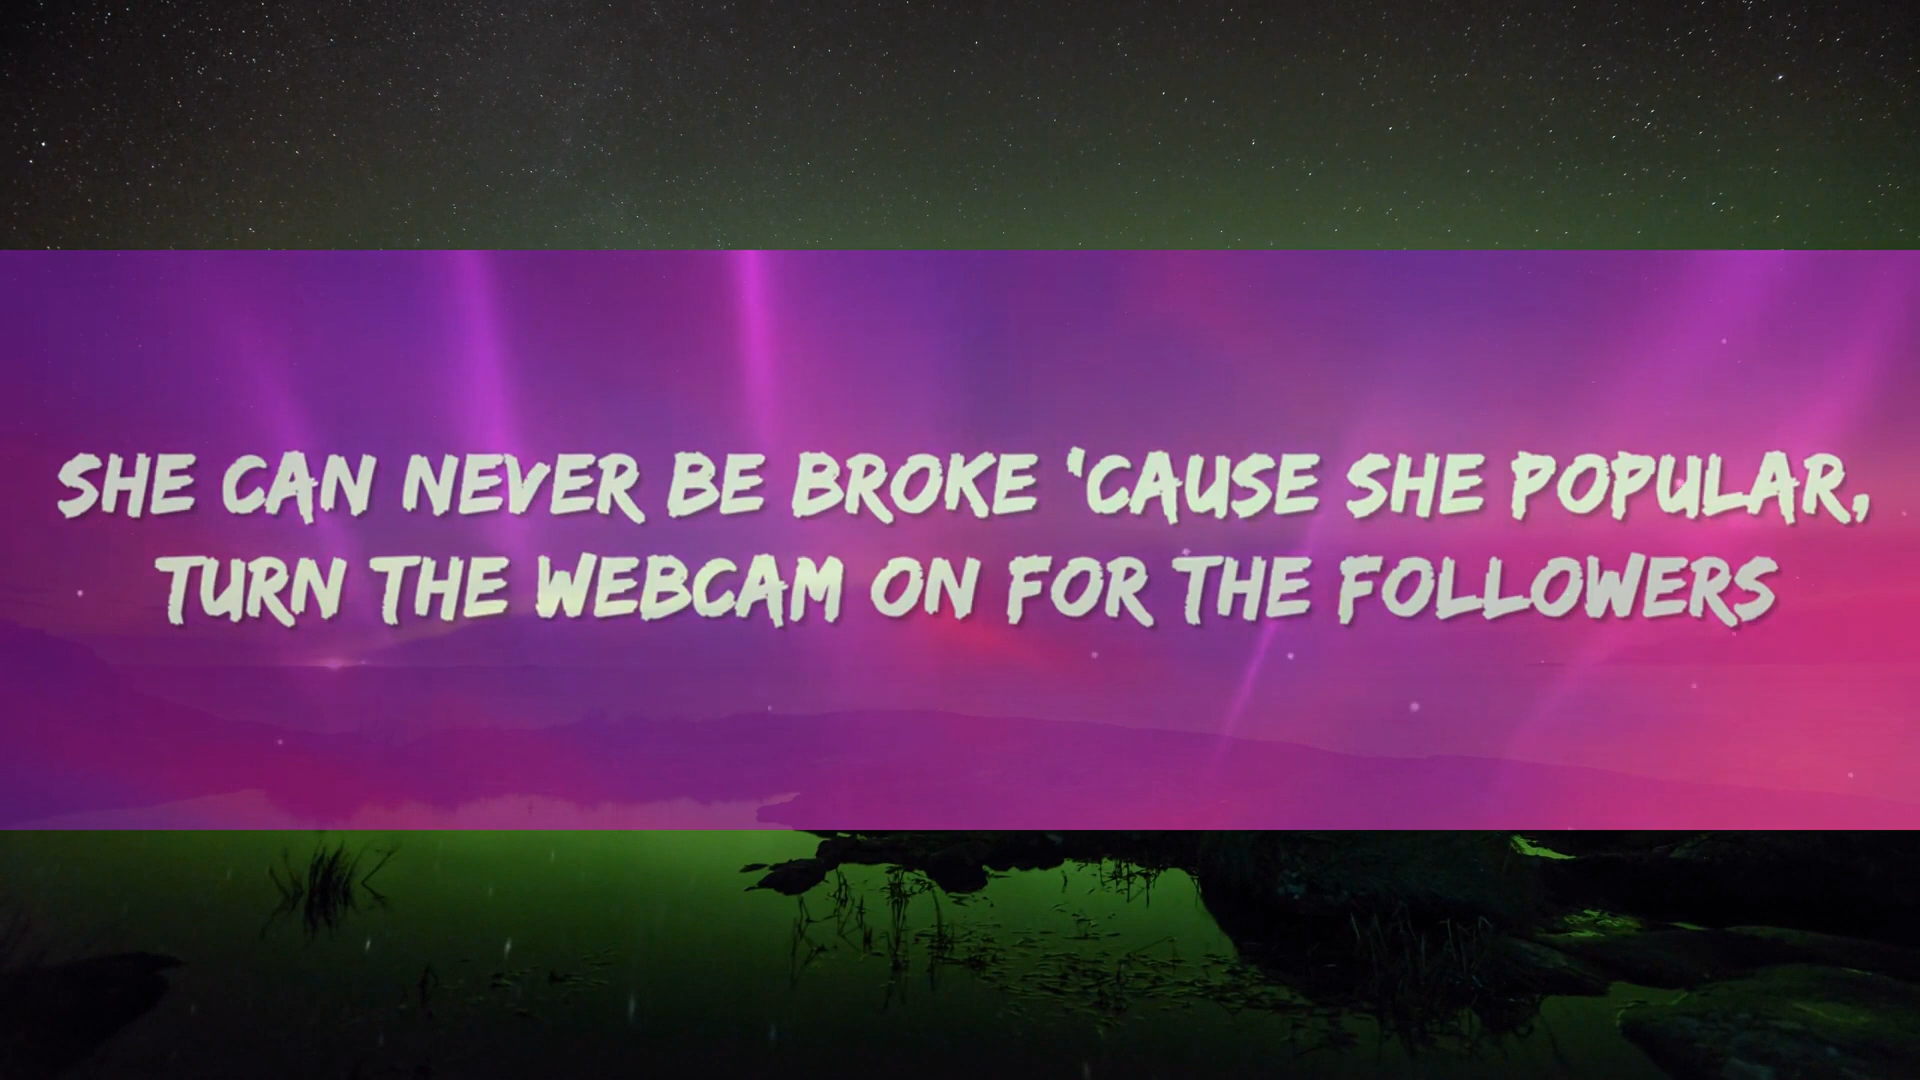 SHE CAN NEVER BE BROKE 'CAUSE SHE POPULAR,
TURN THE WEBCAM ON FOR THE FOLLOWERS